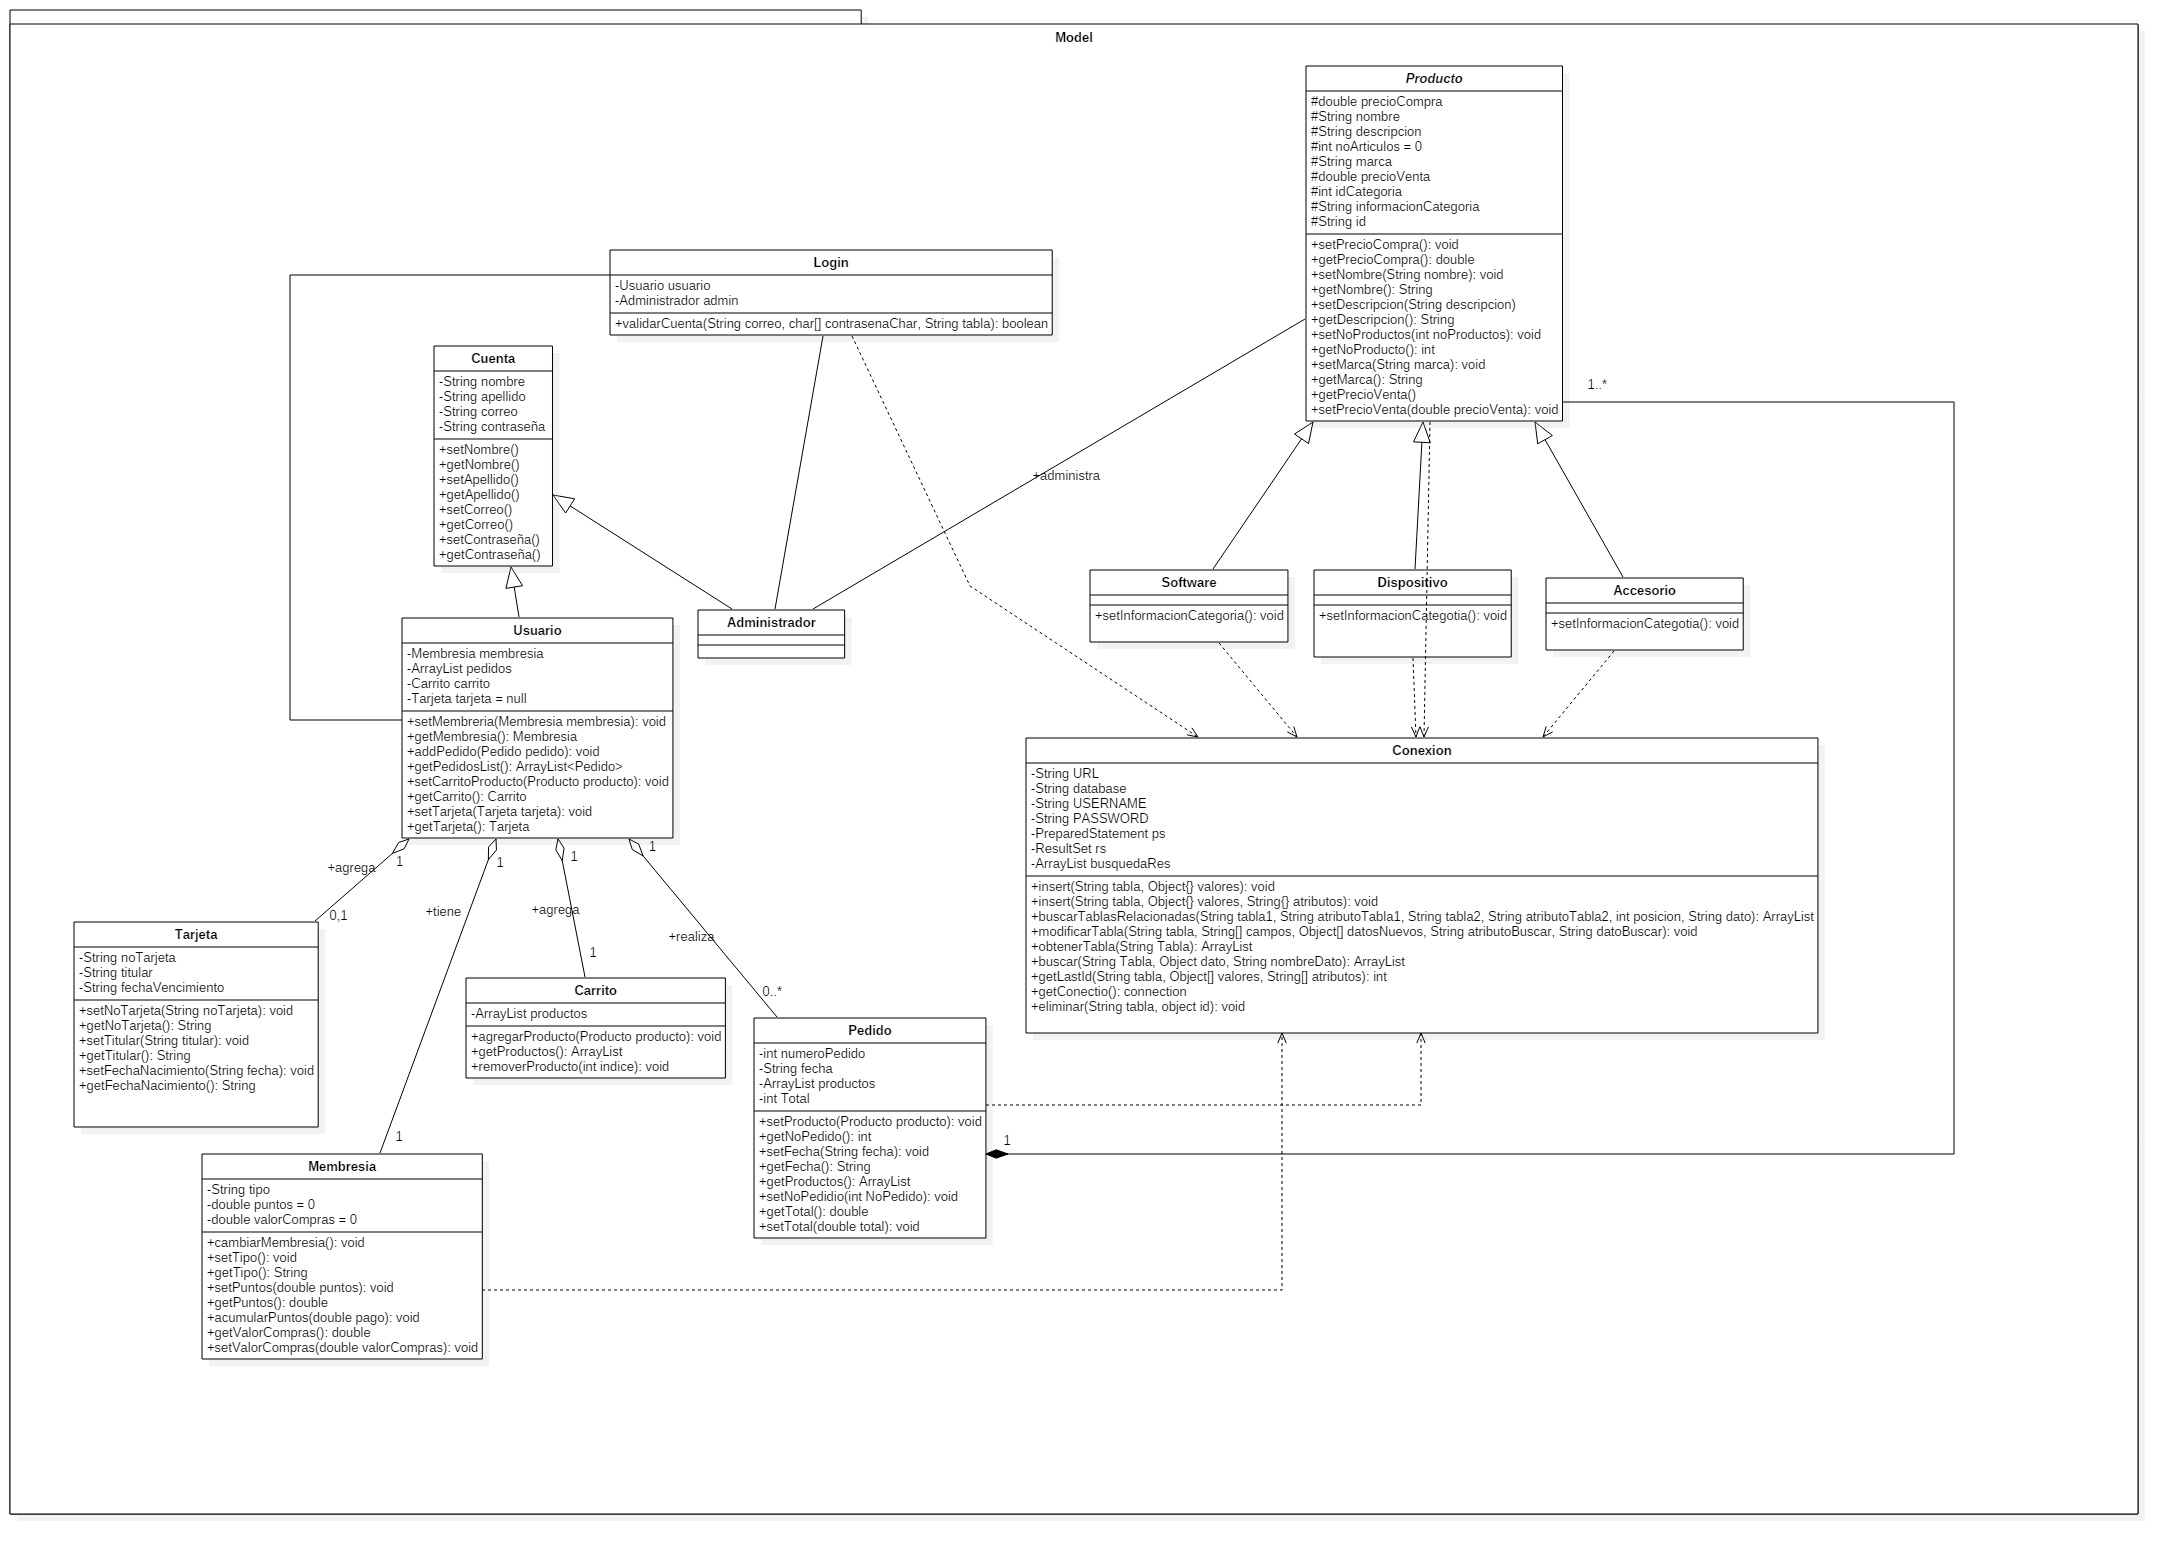 Model
Producto
#double precioCompra
#String nombre
#String descripcion
#int noArticulos = 0
#String marca
#double precioVenta
#int idCategoria
#String informacionCategoria
#String id
+setPrecioCompra(): void
+getPrecioCompra(): double
+setNombre(String nombre): void
+getNombre(): String
+setDescripcion(String descripcion)
+getDescripcion(): String
+setNoProductos(int noProductos): void
+getNoProducto(): int
+setMarca(String marca): void
+getMarca(): String
+getPrecioVenta()
+setPrecioVenta(double precioVenta): void
1..*
Login
-Usuario usuario
-Administrador admin
+validarCuenta(String correo, char[] contrasenaChar, String tabla): boolean
Cuenta
-String nombre
-String apellido
-String correo
-String contraseña
+setNombre()
+getNombre()
+setApellido()
+getApellido()
+setCorreo()
+getCorreo()
+setContraseña()
+getContraseña()
+administra
Software
+setInformacionCategoria(): void
Dispositivo
+setInformacionCategotia(): void
Accesorio
+setInformacionCategotia(): void
Administrador
Usuario
-Membresia membresia
-ArrayList pedidos
-Carrito carrito
-Tarjeta tarjeta = null
+setMembreria(Membresia membresia): void
+getMembresia(): Membresia
+addPedido(Pedido pedido): void
+getPedidosList(): ArrayList<Pedido>
+setCarritoProducto(Producto producto): void
+getCarrito(): Carrito
+setTarjeta(Tarjeta tarjeta): void
+getTarjeta(): Tarjeta
Conexion
-String URL
-String database
-String USERNAME
-String PASSWORD
-PreparedStatement ps
-ResultSet rs
-ArrayList busquedaRes
+insert(String tabla, Object{} valores): void
+insert(String tabla, Object{} valores, String{} atributos): void
+buscarTablasRelacionadas(String tabla1, String atributoTabla1, String tabla2, String atributoTabla2, int posicion, String dato): ArrayList
+modificarTabla(String tabla, String[] campos, Object[] datosNuevos, String atributoBuscar, String datoBuscar): void
+obtenerTabla(String Tabla): ArrayList
+buscar(String Tabla, Object dato, String nombreDato): ArrayList
+getLastId(String tabla, Object[] valores, String[] atributos): int
+getConectio(): connection
+eliminar(String tabla, object id): void
1
1
1
1
+agrega
+tiene
+agrega
+realiza
0,1
1
0..*
1
Tarjeta
-String noTarjeta
-String titular
-String fechaVencimiento
+setNoTarjeta(String noTarjeta): void
+getNoTarjeta(): String
+setTitular(String titular): void
+getTitular(): String
+setFechaNacimiento(String fecha): void
+getFechaNacimiento(): String
Carrito
-ArrayList productos
+agregarProducto(Producto producto): void
+getProductos(): ArrayList
+removerProducto(int indice): void
Pedido
-int numeroPedido
-String fecha
-ArrayList productos
-int Total
+setProducto(Producto producto): void
+getNoPedido(): int
+setFecha(String fecha): void
+getFecha(): String
+getProductos(): ArrayList
+setNoPedidio(int NoPedido): void
+getTotal(): double
+setTotal(double total): void
1
Membresia
-String tipo
-double puntos = 0
-double valorCompras = 0
+cambiarMembresia(): void
+setTipo(): void
+getTipo(): String
+setPuntos(double puntos): void
+getPuntos(): double
+acumularPuntos(double pago): void
+getValorCompras(): double
+setValorCompras(double valorCompras): void